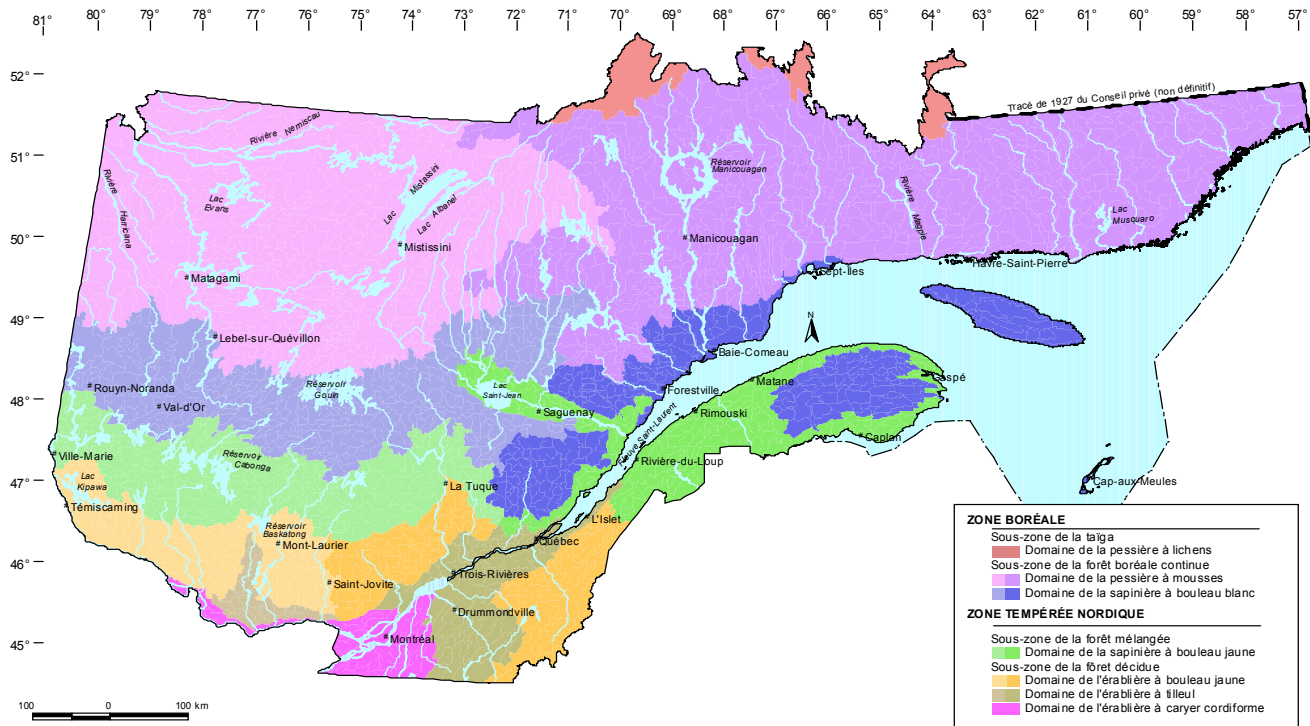 81° 80° 79° 78° 77° 76° 75° 74° 73° 72° 71° 70° 69° 68° 67° 66° 65° 64° 63° 62° 61° 60° 59° 58° 57°
52°
Tracé de 1927 du Conseil privé (non définitif)
Rivière Nemiscau
51°
Réservoir
Manicouagan
Rivière Harricana
Lac Mistassini
Lac
Evans
Lac Albanel
Rivière Magpie
Lac
Muscuaro
50°
Mistissini
Manicouagan
Matagami
Sept-Iles
Havre-Saint-Pierre
49°
N
Lebel-sur-Quévillon
Baie-Comeau
Rouyn-Noranda
Réservoir
Gouin
Lac
Saint-Jean
Forestville
Matane
Gaspé
48°
Val-d'Or
Saguenay
Rimouski
Fleuve Saint-Laurent
Caplan
Ville-Marie
Réservoir
Cabonga
Rivière-du-Loup
47°
Lac
Kipawa
La Tuque
Cap-aux-Meules
Témiscaming
L'Islet
Réservoir
Baskatong
Mont-Laurier
Québec
46°
Saint-Jovite
Trois-Rivières
Drummondville
45°
Montréal
100 0 100 km
ZONE BORÉALE
Sous-zone de la taïga
Domaine de la pessière à lichens
Sous-zone de la forêt boréale continue
Domaine de la pessière à mousses
Domaine de la sapinière à bouleau blanc
ZONE TEMPÉRÉE NORDIQUE
Sous-zone de la forêt mélangée
Domaine de la sapinière à bouleau jaune
Sous-zone de la fôret décidue
Domaine de l'érablière à bouleau jaune
Domaine de l'érablière à tilleul
Domaine de l'érablière à caryer cordiforme